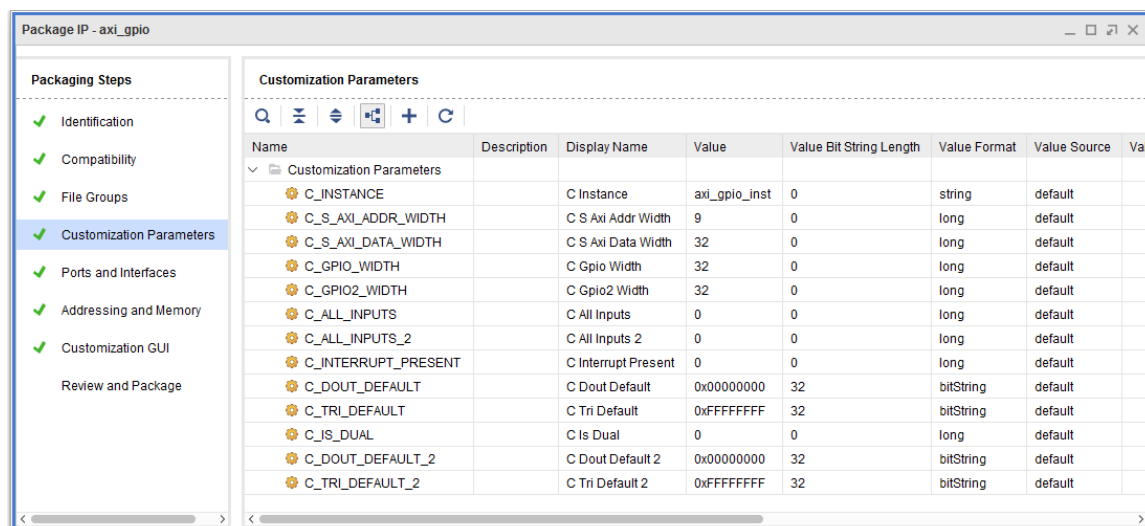 Package IP - axi_gpio
Packaging Steps
Identification
Compatibility
File Groups
Customization Parameters
Ports and Interfaces
Addressing and Memory
Customization GUI
Review and Package
Customization Parameters
Name Description Display Name Value Value Bit String Length Value Format Value Source Va
Customization Parameters
C_INSTANCE C Instance axi_gpio_inst 0 string default
C_S_AXI_ADDR_WIDTH C S Axi Addr Width 9 0 long default
C_S_AXI_DATA_WIDTH C S Axi Data Width 32 0 long default
C_GPIO_WIDTH C Gpio Width 32 0 long default
C_GPIO2_WIDTH C Gpio2 Width 32 0 long default
C_ALL_INPUTS C All Inputs 0 0 long default
C_ALL_INPUTS_2 C All Inputs 2 0 0 long default
C_INTERRUPT_PRESENT C Interrupt Present 0 0 long default
C_DOUT_DEFAULT C Dout Default 0x00000000 32 bitString default
C_TRI_DEFAULT C Tri Default 0xFFFFFFFF 32 bitString default
C_IS_DUAL C Is Dual 0 0 long default
C_DOUT_DEFAULT_2 C Dout Default 2 0x00000000 32 bitString default
C_TRI_DEFAULT_2 C Tri Default 2 0xFFFFFFFF 32 bitString default